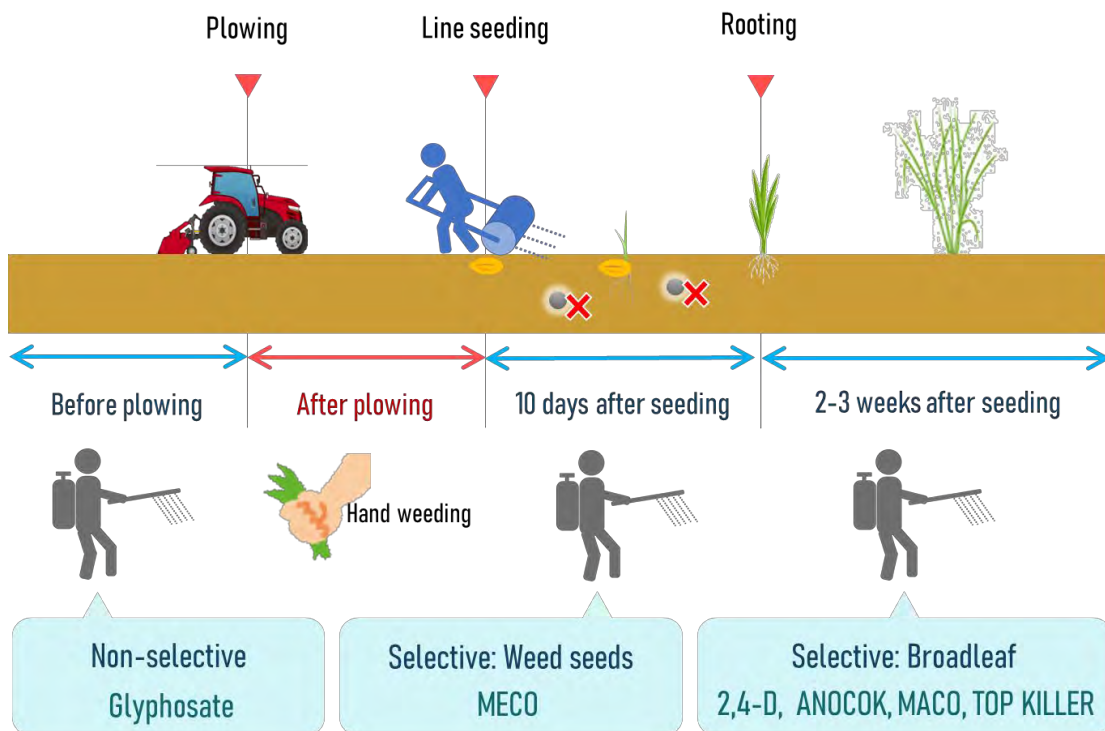 Plowing
Line seeding
Rooting
Before plowing
After plowing
10 days after seeding
2-3 weeks after seeding
Hand weeding
Non-selective
Glyphosate
Selective: Weed seeds
MECO
Selective: Broadleaf
2,4-D, ANOCOK, MACO, TOP KILLER